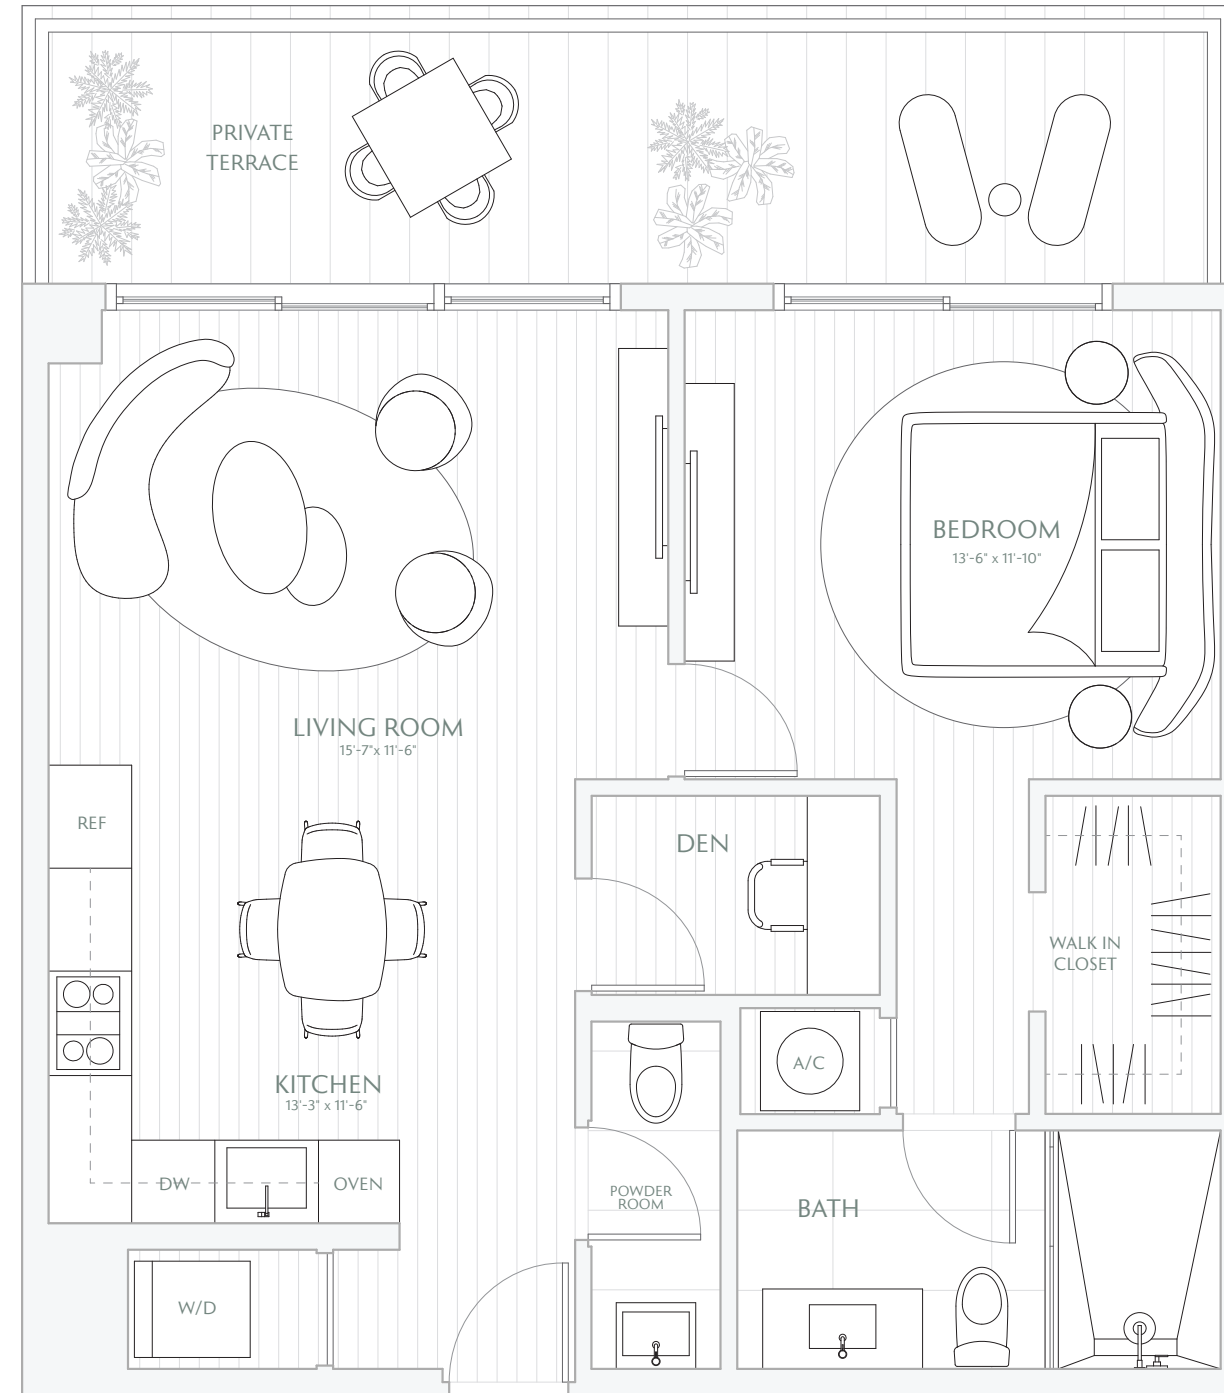 PRIVATE
TERRACE
BEDROOM
13'-6" x 11'-10"
LIVING ROOM
15'-7"x 11'-6"
REF
DEN
WALK IN
CLOSET
A/C
KITCHEN
13'-3" x 11'-6"
DW
OVEN
POWDER
ROOM
BATH
W/D